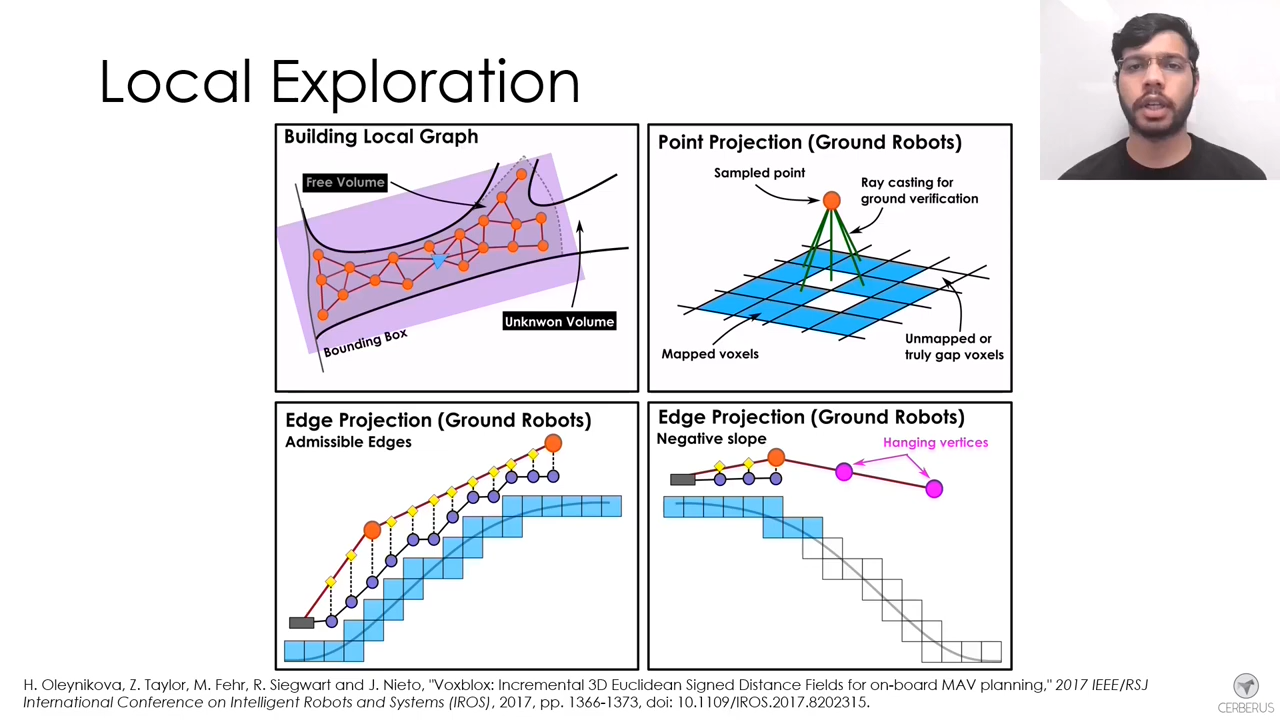 Local Exploration
Building Local Graph
Free Volume
Unknwon Volume
Bounding Box
Point Projection (Ground Robots)
Sampled point
Ray casting for
ground verification
Mapped voxels
Unmapped or
truly gap voxels
Edge Projection (Ground Robots)
Admissible Edges
Edge Projection (Ground Robots)
Negative slope
Hanging vertices
H. Oleynikova, Z. Taylor, M. Fehr, R. Siegwart and J. Nieto, "Voxblox: Incremental 3D Euclidean Signed Distance Fields for on-board MAV planning," 2017 IEEE/RSJ
International Conference on Intelligent Robots and Systems (IROS), 2017, pp. 1366-1373, doi: 10.1109/IROS.2017.8202315.
CERBERUS